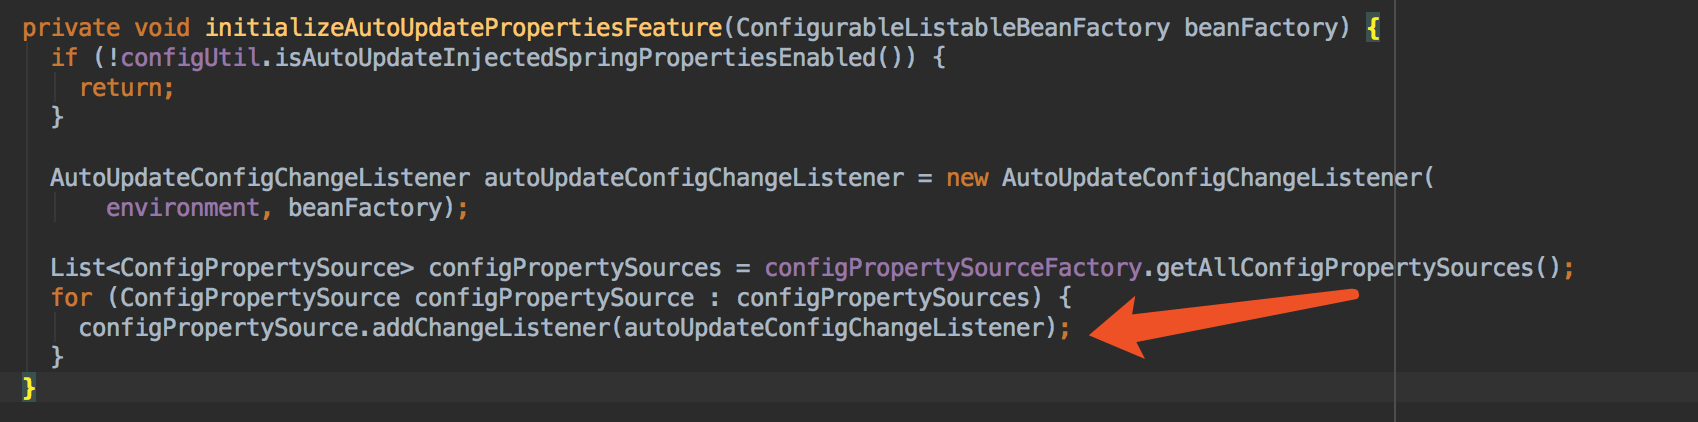 private void initializeAutoUpdatePropertiesFeature(ConfigurableListableBeanFactory beanFactory) {
  if (!configUtil.isAutoUpdateInjectedSpringPropertiesEnabled()) {
    return;
  }

  AutoUpdateConfigChangeListener autoUpdateConfigChangeListener = new AutoUpdateConfigChangeListener(
      environment, beanFactory);

  List<ConfigPropertySource> configPropertySources = configPropertySourceFactory.getAllConfigPropertySources();
  for (ConfigPropertySource configPropertySource : configPropertySources) {
    configPropertySource.addChangeListener(autoUpdateConfigChangeListener);
  }
}